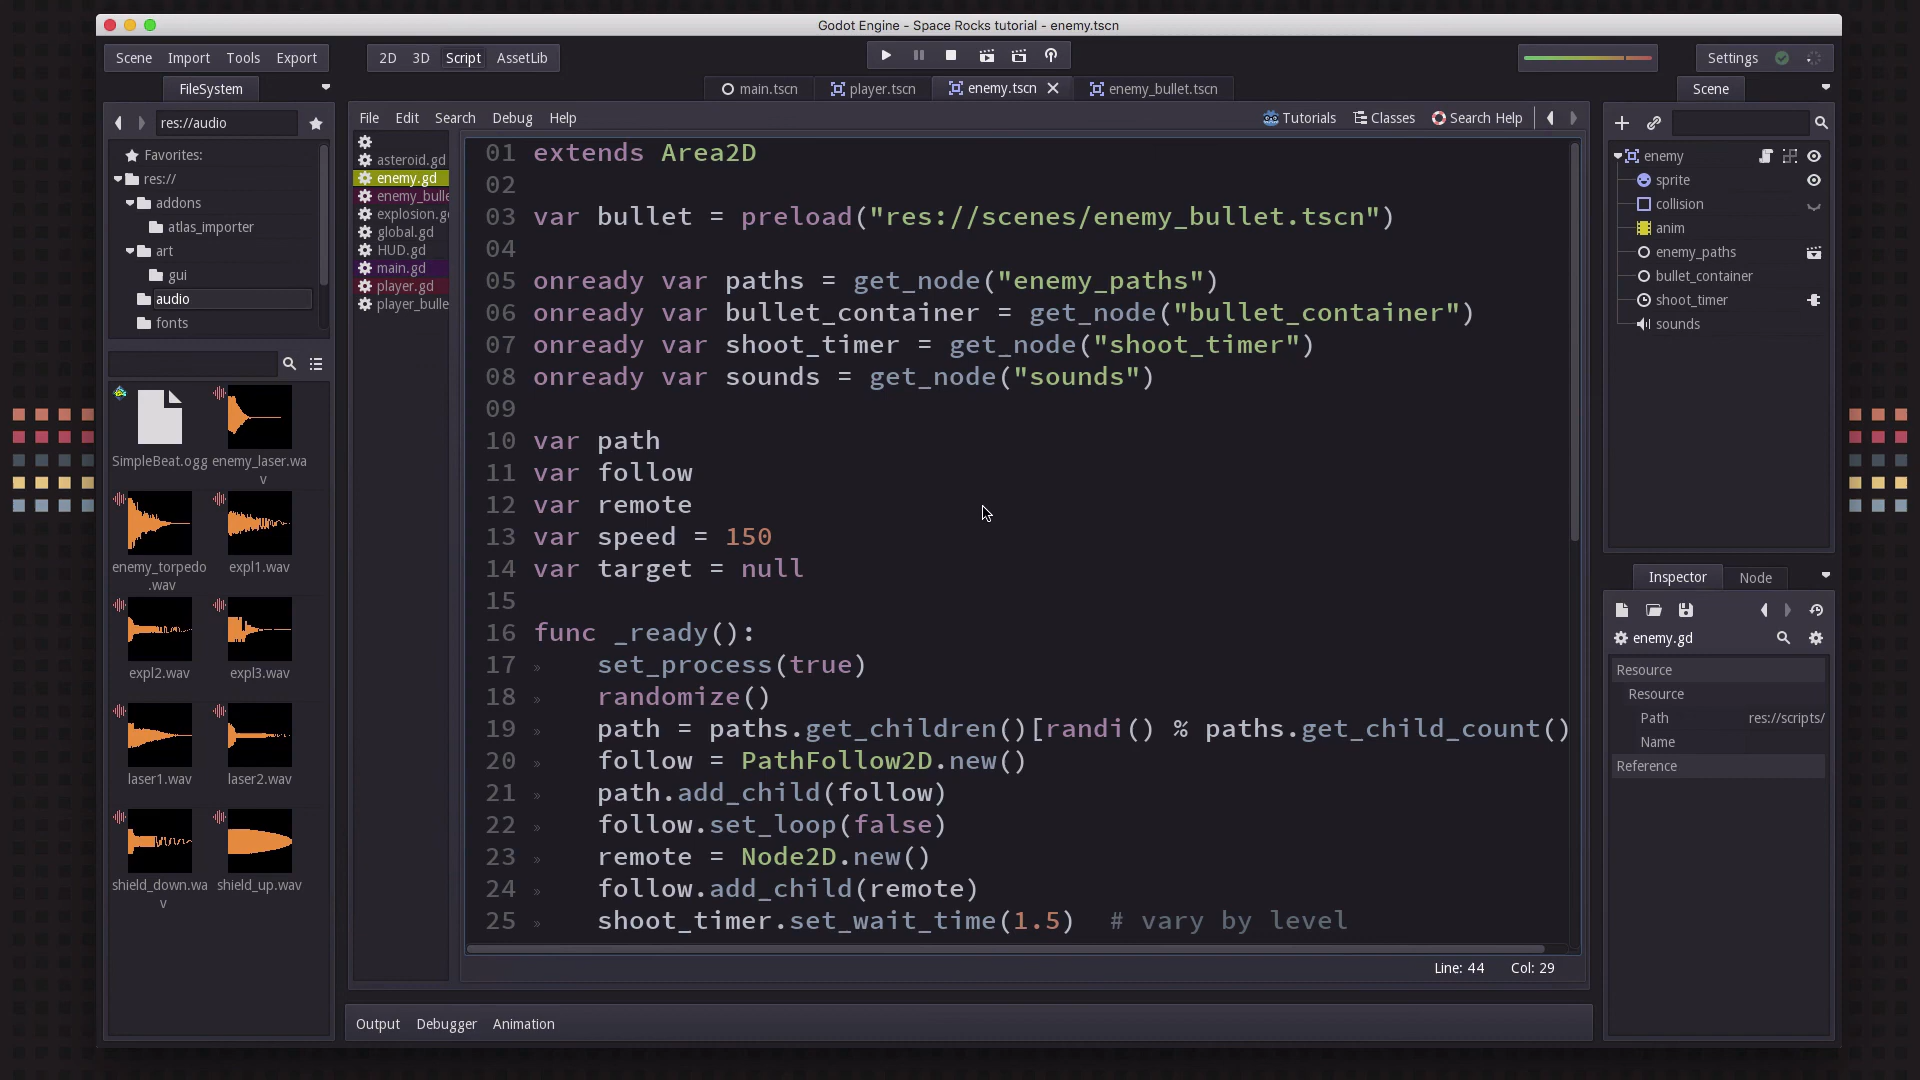 Godot Engine - Space Rocks tutorial - enemy.tscn
Scene Import Tools Export
2D 3D Script AssetLib
Settings
FileSystem
main.tscn player.tscn enemy.tscn enemy_bullet.tscn
Scene
res://audio
Favorites:
res://
addons
atlas_importer
art
gui
audio
fonts
SimpleBeat.ogg
enemy_laser.wa
v
enemy_torpedo
.wav
expl1.wav
expl2.wav
expl3.wav
laser1.wav
laser2.wav
shield_down.wa
v
shield_up.wav
File Edit Search Debug Help
Tutorials Classes Search Help
asteroid.gd
enemy.gd
enemy_bulle
explosion.g
global.gd
HUD.gd
main.gd
player.gd
player_bulle
01 extends Area2D
02
03 var bullet = preload("res://scenes/enemy_bullet.tscn")
04
05 onready var paths = get_node("enemy_paths")
06 onready var bullet_container = get_node("bullet_container")
07 onready var shoot_timer = get_node("shoot_timer")
08 onready var sounds = get_node("sounds")
09
10 var path
11 var follow
12 var remote
13 var speed = 150
14 var target = null
15
16 func _ready():
17 » set_process(true)
18 » randomize()
19 » path = paths.get_children()[randi() % paths.get_child_count()
20 » follow = PathFollow2D.new()
21 » path.add_child(follow)
22 » follow.set_loop(false)
23 » remote = Node2D.new()
24 » follow.add_child(remote)
25 » shoot_timer.set_wait_time(1.5) # vary by level
Line: 44 Col: 29
Output Debugger Animation
enemy
sprite
collision
anim
enemy_paths
bullet_container
shoot_timer
sounds
Inspector Node
enemy.gd
Resource
Resource
Path res://scripts/
Name
Reference